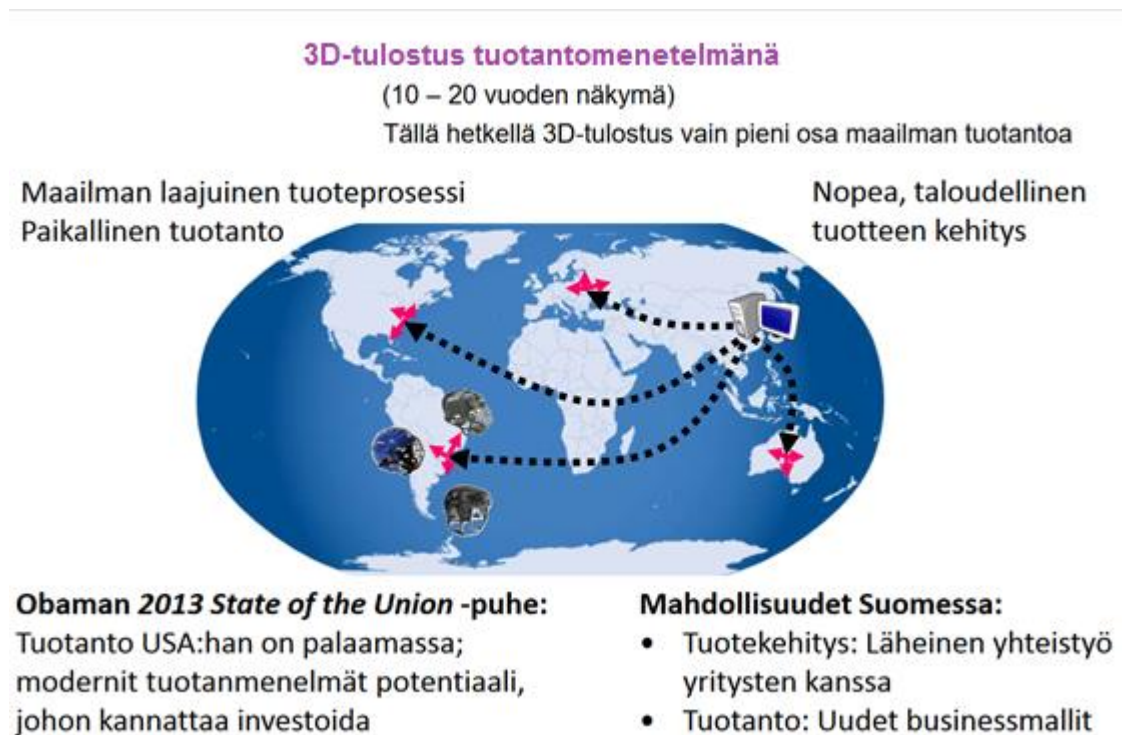 3D-tulostus tuotantomenetelmänä
(10 – 20 vuoden näkymä)
Tällä hetkellä 3D-tulostus vain pieni osa maailman tuotantoa
Maailman laajuinen tuoteprosessi
Paikallinen tuotanto
Nopea, taloudellinen
tuotteen kehitys
Obaman 2013 State of the Union -puhe:
Tuotanto USA:han on palaamassa;
modernit tuotanmenelmät potentiaali,
johon kannattaa investoida
Mahdollisuudet Suomessa:
• Tuotekehitys: Läheinen yhteistyö
yritysten kanssa
• Tuotanto: Uudet businessmallit